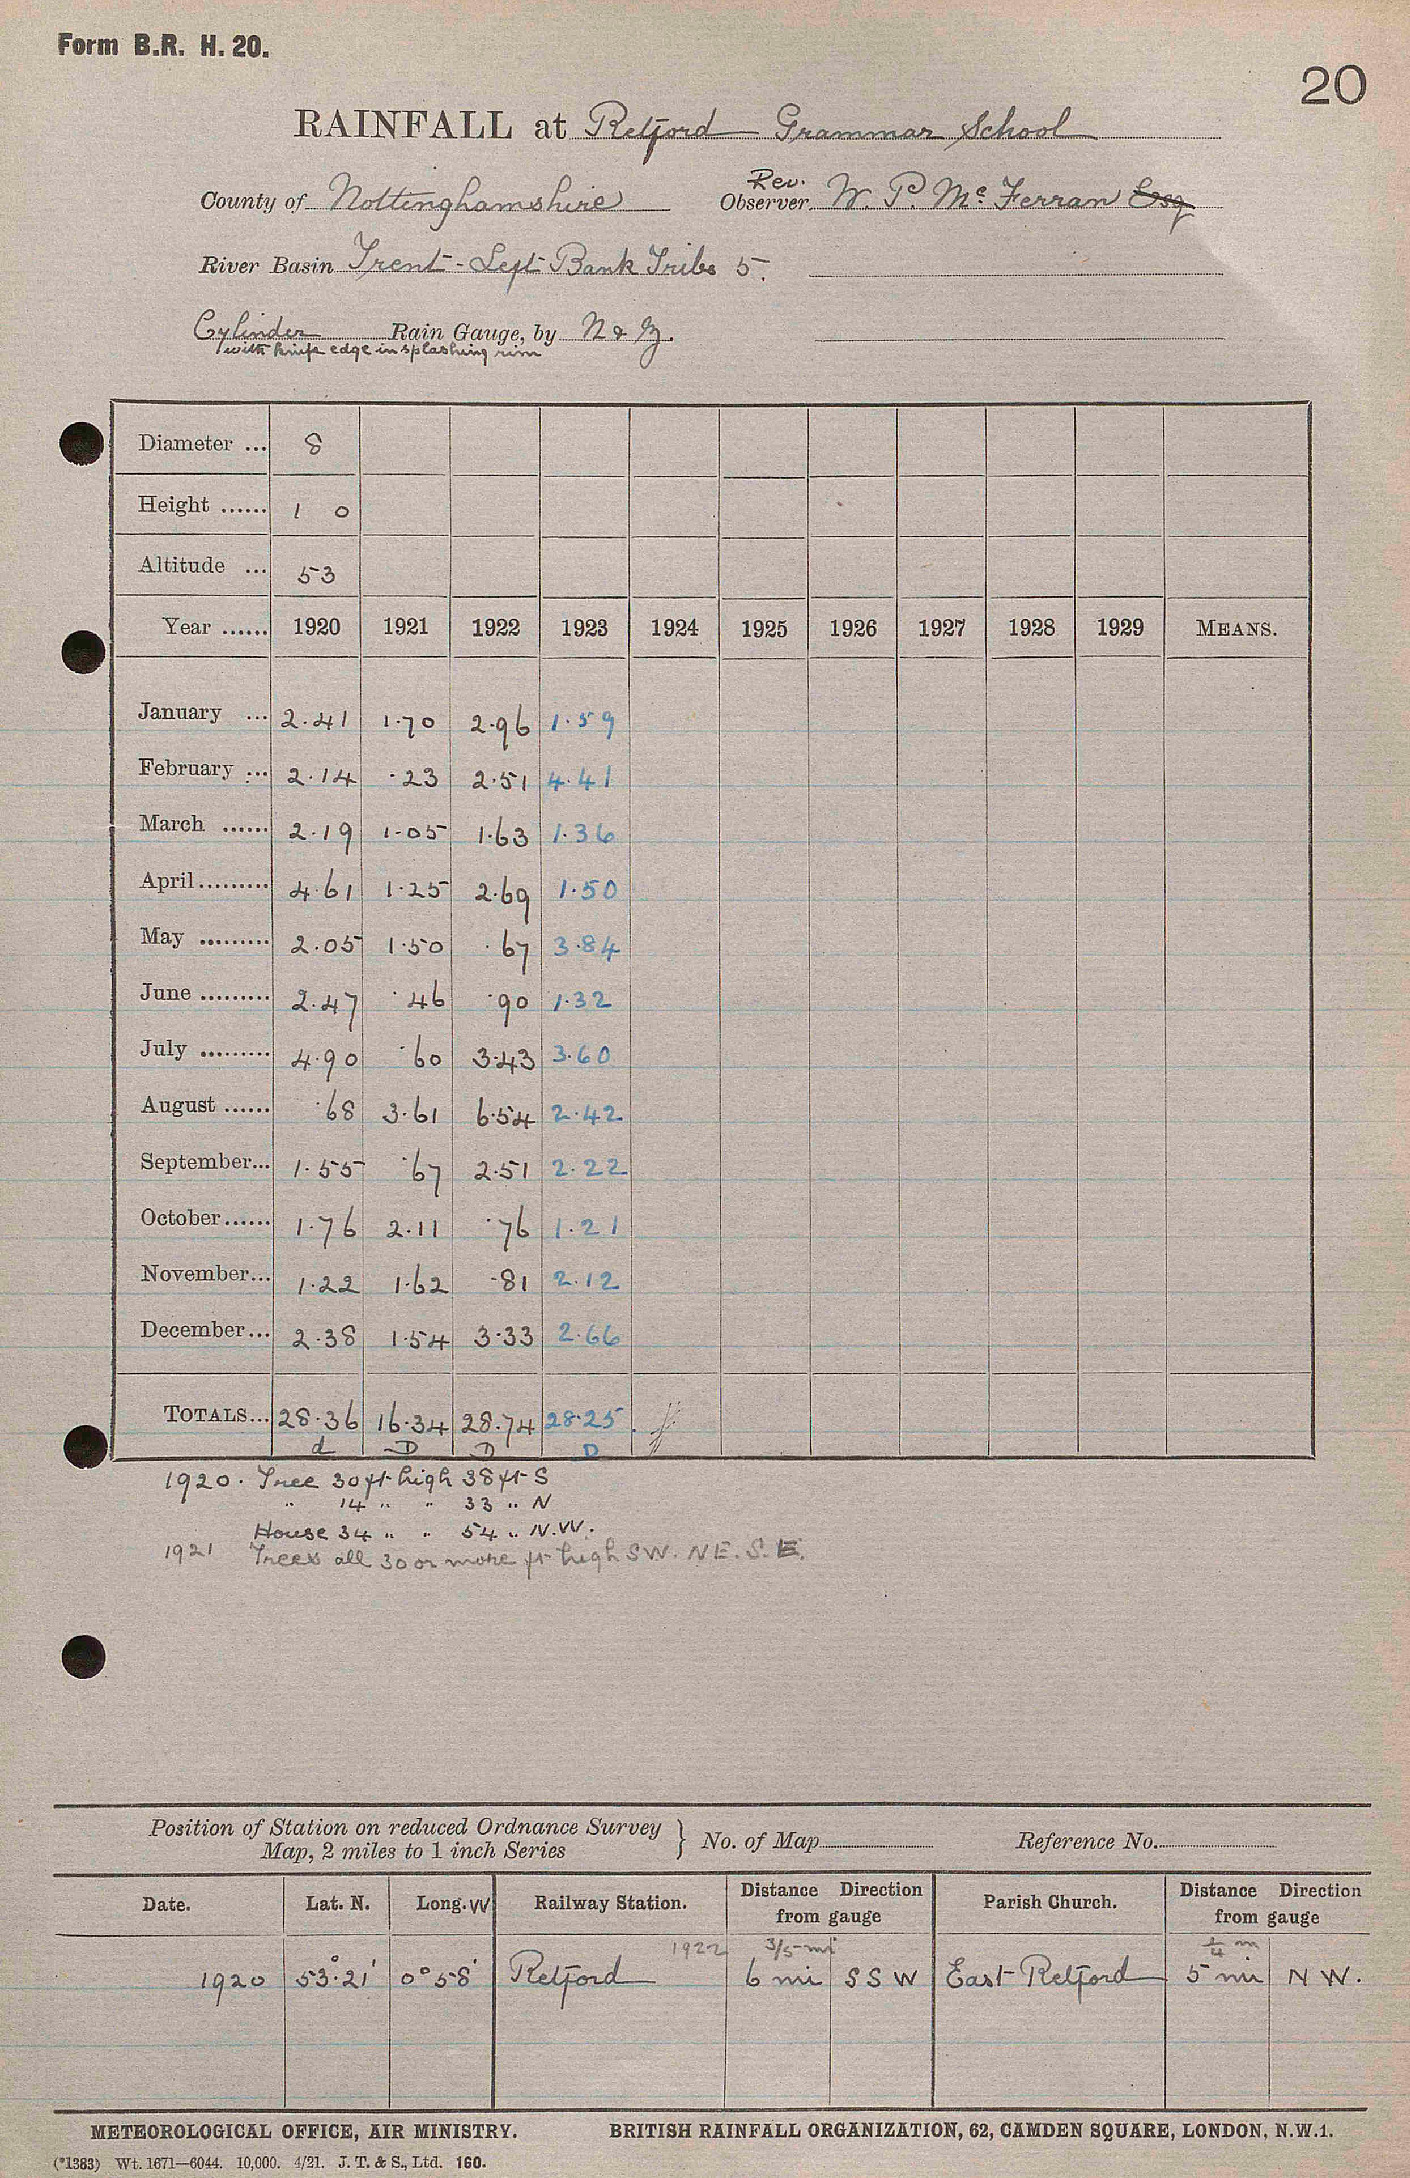 Form B.R. H. 20.
20
RAINFALL at Retford Grammar School
County of Nottinghamshire Rev. Observer W. P. Mc Ferran Esq
River Basin Trent - Left Bank Tribs 5.
Cylinder Rain Gauge, by N & Z.
with knife edge in splashing rim
Diameter ... 8
Height ...... 1 0
Altitude ... 53
Year ...... 1920 1921 1922 1923 1924 1925 1926 1927 1928 1929 MEANS.
January ... 2.41 1.70 2.96 1.59
February ... 2.14 .23 2.51 4.41
March ...... 2.19 1.05 1.63 1.36
April......... 4.61 1.25 2.69 1.50
May ......... 2.05 1.50 .67 3.84
June ......... 2.47 .46 .90 1.32
July ......... 4.90 .60 3.43 3.60
August ...... .68 3.61 6.54 2.42
September... 1.55 .67 2.51 2.22
October...... 1.76 2.11 .76 1.21
November... 1.22 1.62 .81 2.12
December... 2.38 1.54 3.33 2.66
TOTALS... 28.36 16.34 28.74 28.25
d D D D
1920. Tree 30 ft high 38 ft S
" 14 " " 33 " N
House 34 " " 54 " N.W.
1921 Trees all 30 or more ft high SW. NE. S. E.
Position of Station on reduced Ordnance Survey
Map, 2 miles to 1 inch Series } No. of Map Reference No.
Date. Lat. N. Long. W Railway Station. Distance Direction from gauge Parish Church. Distance Direction from gauge
1922 3/5 mi 1/4 m
1920 53° 21' 0° 58' Retford 6 mi SSW East Retford 5 mi N W.
METEOROLOGICAL OFFICE, AIR MINISTRY. BRITISH RAINFALL ORGANIZATION, 62, CAMDEN SQUARE, LONDON, N.W.1.
(*1383) Wt. 1671—6044. 10,000. 4/21. J. T. & S., Ltd. 160.